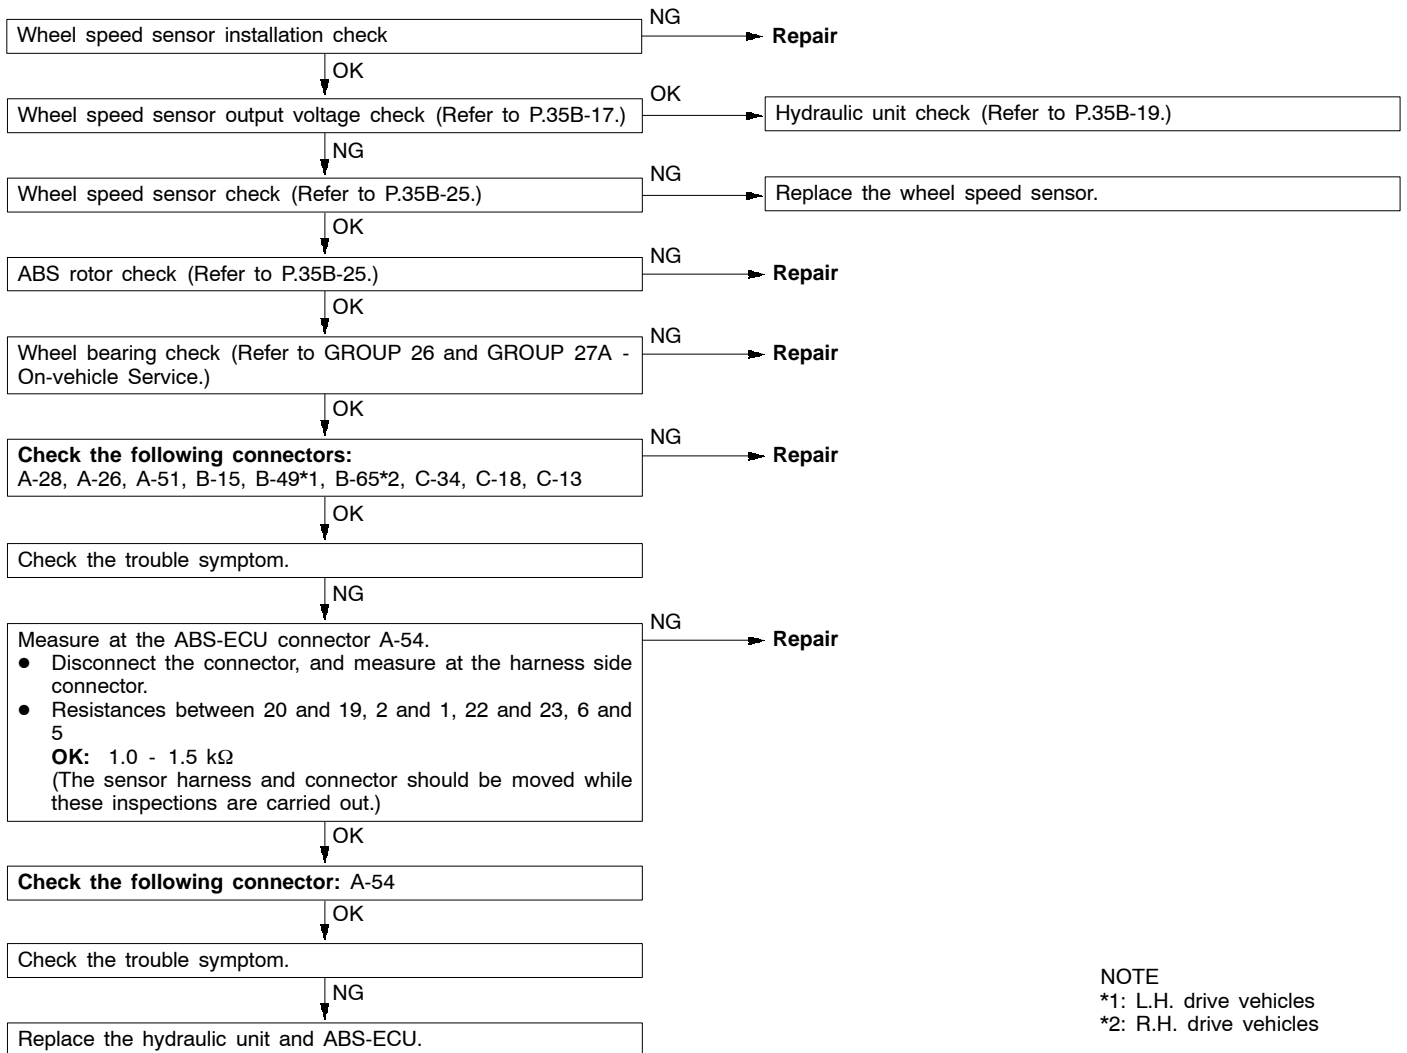 Wheel speed sensor installation check
NG
Repair
OK
Wheel speed sensor output voltage check (Refer to P.35B-17.)
OK
Hydraulic unit check (Refer to P.35B-19.)
NG
Wheel speed sensor check (Refer to P.35B-25.)
NG
Replace the wheel speed sensor.
OK
ABS rotor check (Refer to P.35B-25.)
NG
Repair
OK
Wheel bearing check (Refer to GROUP 26 and GROUP 27A -
On-vehicle Service.)
NG
Repair
OK
Check the following connectors:
A-28, A-26, A-51, B-15, B-49*1, B-65*2, C-34, C-18, C-13
NG
Repair
OK
Check the trouble symptom.
NG
Measure at the ABS-ECU connector A-54.
● Disconnect the connector, and measure at the harness side
connector.
● Resistances between 20 and 19, 2 and 1, 22 and 23, 6 and
5
OK: 1.0 - 1.5 kΩ
(The sensor harness and connector should be moved while
these inspections are carried out.)
NG
Repair
OK
Check the following connector: A-54
OK
Check the trouble symptom.
NG
Replace the hydraulic unit and ABS-ECU.
NOTE
*1: L.H. drive vehicles
*2: R.H. drive vehicles